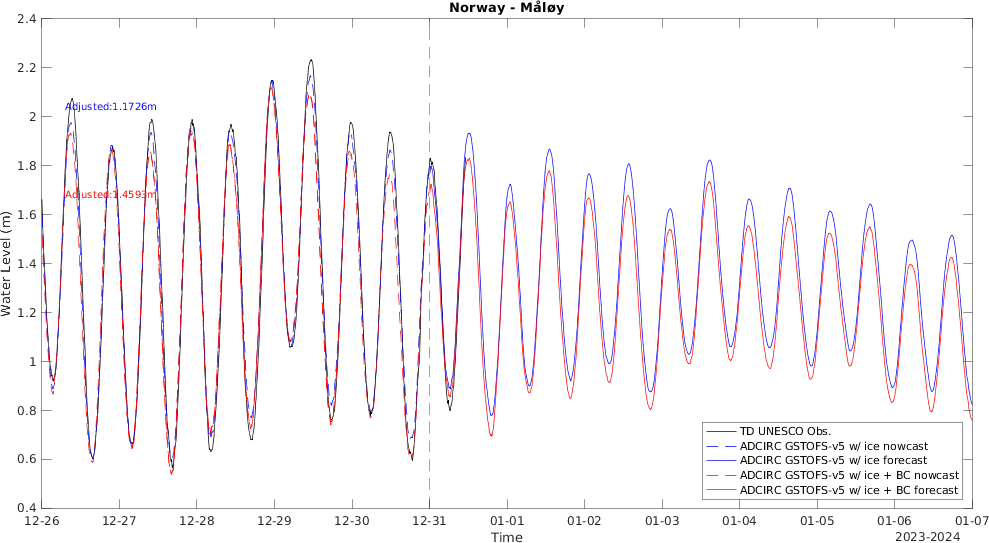 Norway - Måløy
2.4
2.2
2
1.8
1.6
1.4
1.2
1
0.8
0.6
0.4
Water Level (m)
Adjusted:1.1726m
Adjusted:1.4593m
TD UNESCO Obs.
ADCIRC GSTOFS-v5 w/ ice nowcast
ADCIRC GSTOFS-v5 w/ ice forecast
ADCIRC GSTOFS-v5 w/ ice + BC nowcast
ADCIRC GSTOFS-v5 w/ ice + BC forecast
12-26 12-27 12-28 12-29 12-30 12-31 01-01 01-02 01-03 01-04 01-05 01-06 01-07
Time
2023-2024